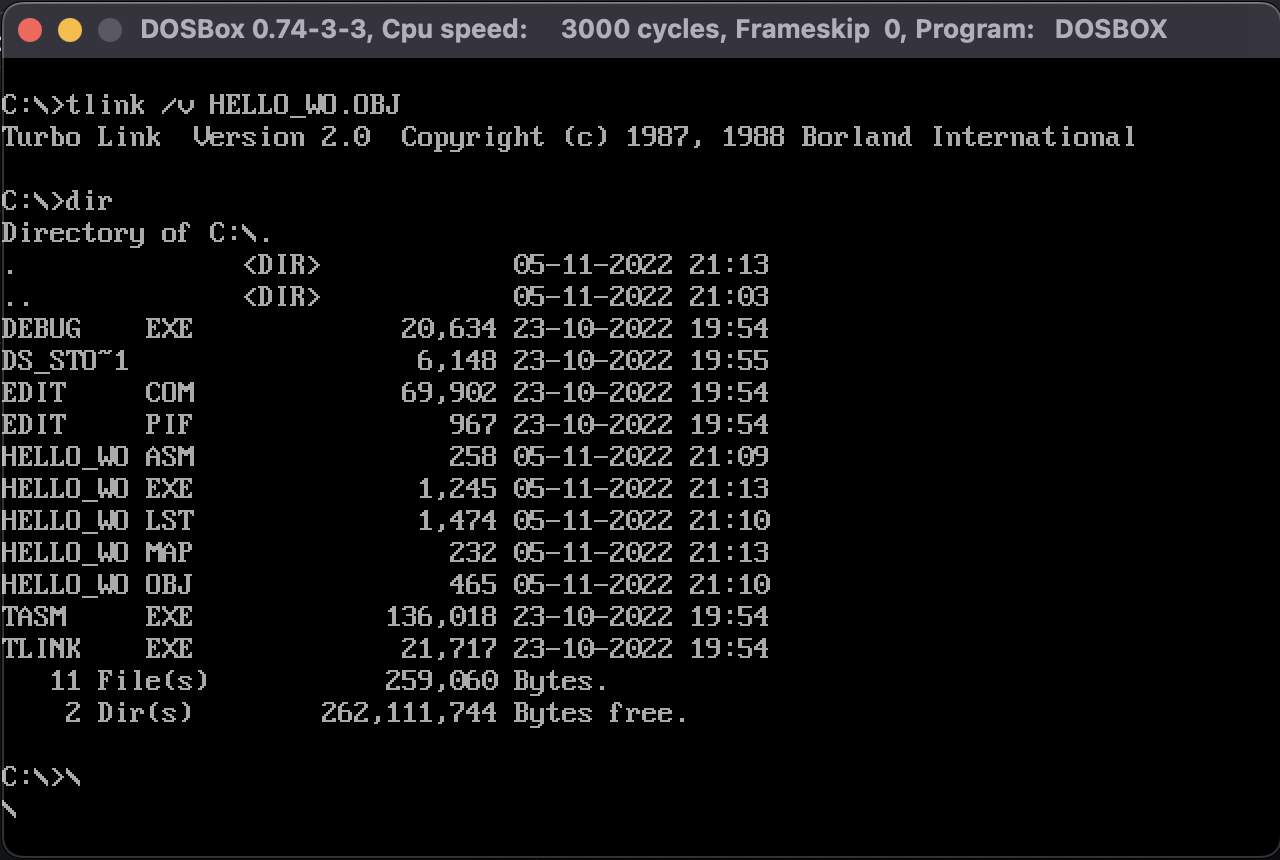 DOSBox 0.74-3-3, Cpu speed:    3000 cycles, Frameskip  0, Program:   DOSBOX
C:\>tlink /v HELLO_WO.OBJ
Turbo Link  Version 2.0  Copyright (c) 1987, 1988 Borland International
C:\>dir
Directory of C:\.
.              <DIR>            05-11-2022 21:13
..             <DIR>            05-11-2022 21:03
DEBUG    EXE             20,634 23-10-2022 19:54
DS_STO~1                  6,148 23-10-2022 19:55
EDIT     COM             69,902 23-10-2022 19:54
EDIT     PIF                967 23-10-2022 19:54
HELLO_WO ASM                258 05-11-2022 21:09
HELLO_WO EXE              1,245 05-11-2022 21:13
HELLO_WO LST              1,474 05-11-2022 21:10
HELLO_WO MAP                232 05-11-2022 21:13
HELLO_WO OBJ                465 05-11-2022 21:10
TASM     EXE            136,018 23-10-2022 19:54
TLINK    EXE             21,717 23-10-2022 19:54
   11 File(s)           259,060 Bytes.
    2 Dir(s)        262,111,744 Bytes free.
C:\>\
\